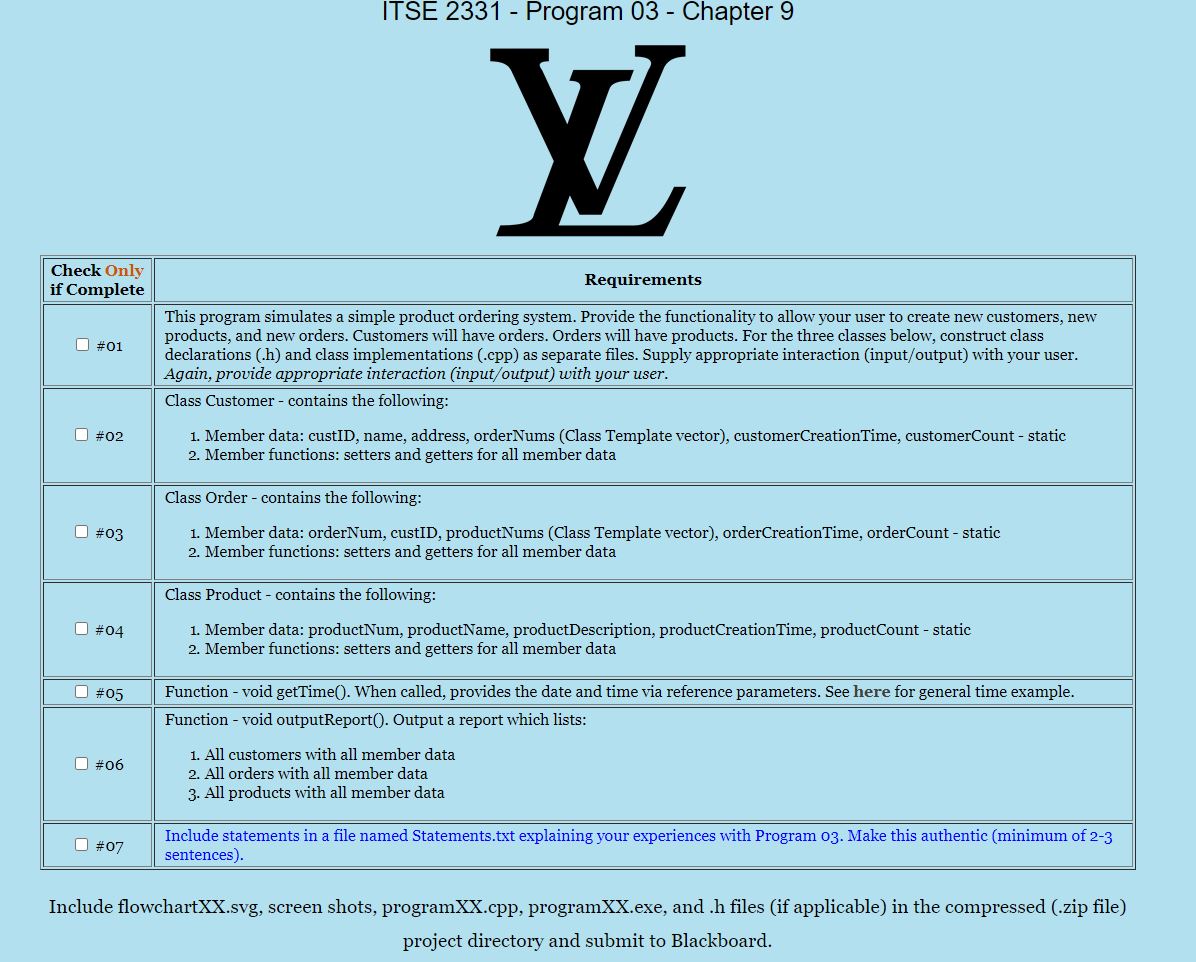 ITSE 2331 - Program 03 - Chapter 9
LV
Check Only
if Complete
Requirements
#01
This program simulates a simple product ordering system. Provide the functionality to allow your user to create new customers, new
products, and new orders. Customers will have orders. Orders will have products. For the three classes below, construct class
declarations (.h) and class implementations (.cpp) as separate files. Supply appropriate interaction (input/output) with your user.
Again, provide appropriate interaction (input/output) with your user.
#02
Class Customer - contains the following:
1. Member data: custID, name, address, orderNums (Class Template vector), customerCreationTime, customerCount - static
2. Member functions: setters and getters for all member data
#03
Class Order - contains the following:
1. Member data: orderNum, custID, productNums (Class Template vector), orderCreationTime, orderCount - static
2. Member functions: setters and getters for all member data
#04
Class Product - contains the following:
1. Member data: productNum, productName, productDescription, productCreationTime, productCount - static
2. Member functions: setters and getters for all member data
#05
Function - void getTime(). When called, provides the date and time via reference parameters. See here for general time example.
#06
Function - void outputReport(). Output a report which lists:
1. All customers with all member data
2. All orders with all member data
3. All products with all member data
#07
Include statements in a file named Statements.txt explaining your experiences with Program 03. Make this authentic (minimum of 2-3
sentences).
Include flowchartXX.svg, screen shots, programXX.cpp, programXX.exe, and .h files (if applicable) in the compressed (.zip file)
project directory and submit to Blackboard.